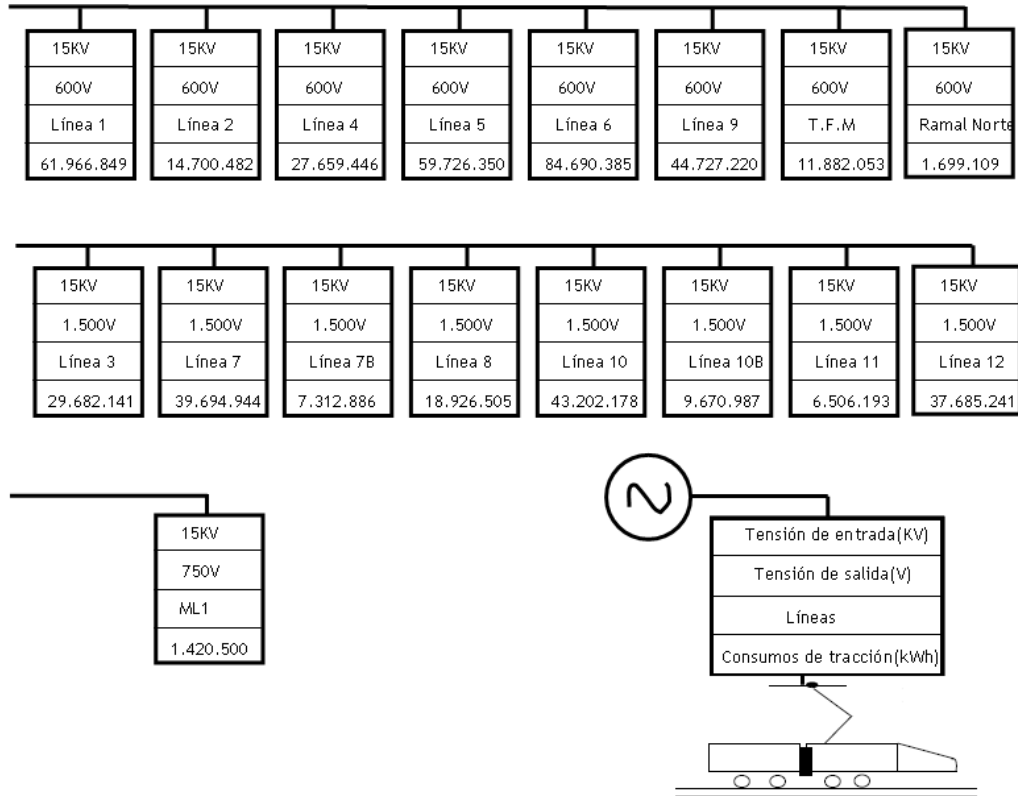 15KV 15KV 15KV 15KV 15KV 15KV 15KV 15KV
600V 600V 600V 600V 600V 600V 600V 600V
Línea 1 Línea 2 Línea 4 Línea 5 Línea 6 Línea 9 T.F.M Ramal Norte
61.966.849 14.700.482 27.659.446 59.726.350 84.690.385 44.727.220 11.882.053 1.699.109
15KV 15KV 15KV 15KV 15KV 15KV 15KV 15KV
1.500V 1.500V 1.500V 1.500V 1.500V 1.500V 1.500V 1.500V
Línea 3 Línea 7 Línea 7B Línea 8 Línea 10 Línea 10B Línea 11 Línea 12
29.682.141 39.694.944 7.312.886 18.926.505 43.202.178 9.670.987 6.506.193 37.685.241
15KV
750V
ML1
1.420.500
Tensión de entrada(KV)
Tensión de salida(V)
Líneas
Consumos de tracción(kWh)